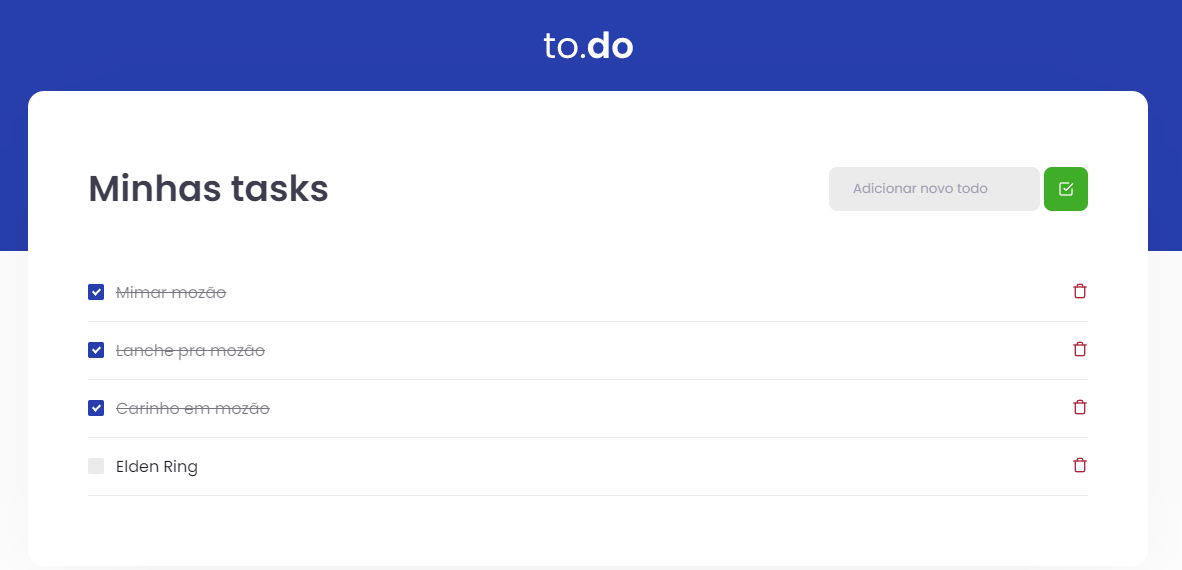 to.do
Minhas tasks
Adicionar novo todo
Mimar mozão
Lanche pra mozão
Carinho em mozão
Elden Ring